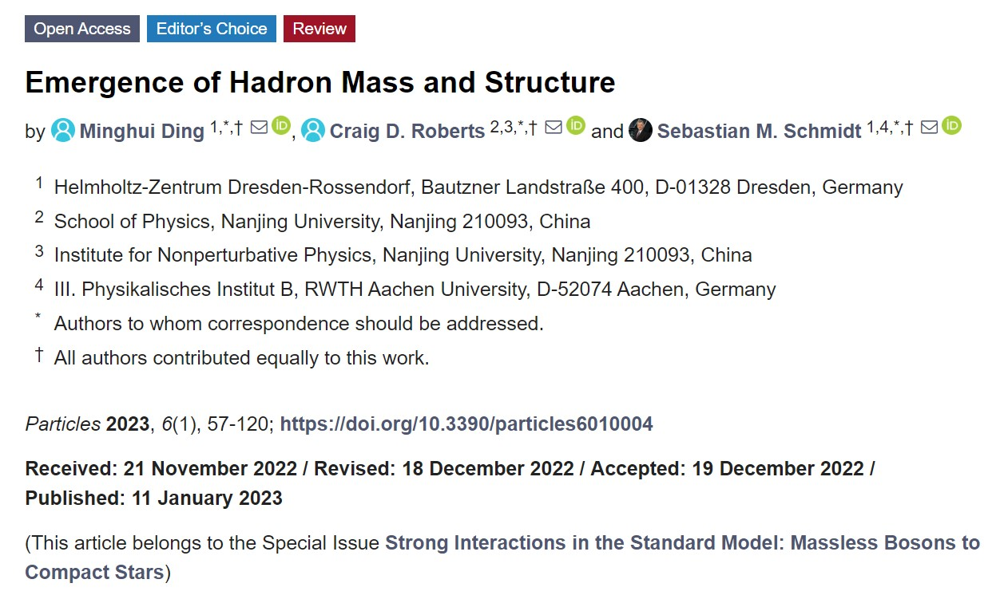 Open Access Editor’s Choice Review
Emergence of Hadron Mass and Structure
by Minghui Ding 1,*,† iD, Craig D. Roberts 2,3,*,† iD and Sebastian M. Schmidt 1,4,*,† iD
1 Helmholtz-Zentrum Dresden-Rossendorf, Bautzner Landstraße 400, D-01328 Dresden, Germany
2 School of Physics, Nanjing University, Nanjing 210093, China
3 Institute for Nonperturbative Physics, Nanjing University, Nanjing 210093, China
4 III. Physikalisches Institut B, RWTH Aachen University, D-52074 Aachen, Germany
* Authors to whom correspondence should be addressed.
† All authors contributed equally to this work.
Particles 2023, 6(1), 57-120; https://doi.org/10.3390/particles6010004
Received: 21 November 2022 / Revised: 18 December 2022 / Accepted: 19 December 2022 /
Published: 11 January 2023
(This article belongs to the Special Issue Strong Interactions in the Standard Model: Massless Bosons to
Compact Stars)